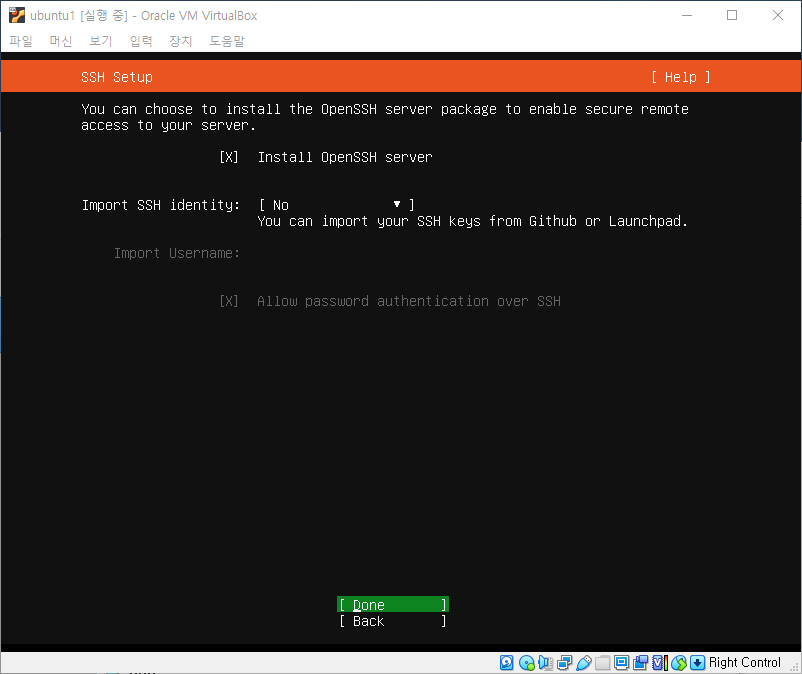 ubuntu1 [실행 중] - Oracle VM VirtualBox
파일 머신 보기 입력 장치 도움말
SSH Setup [ Help ]
You can choose to install the OpenSSH server package to enable secure remote
access to your server.
[X] Install OpenSSH server
Import SSH identity: [ No ▼ ]
You can import your SSH keys from Github or Launchpad.
Import Username:
[X] Allow password authentication over SSH
[ Done ]
[ Back ]
Right Control